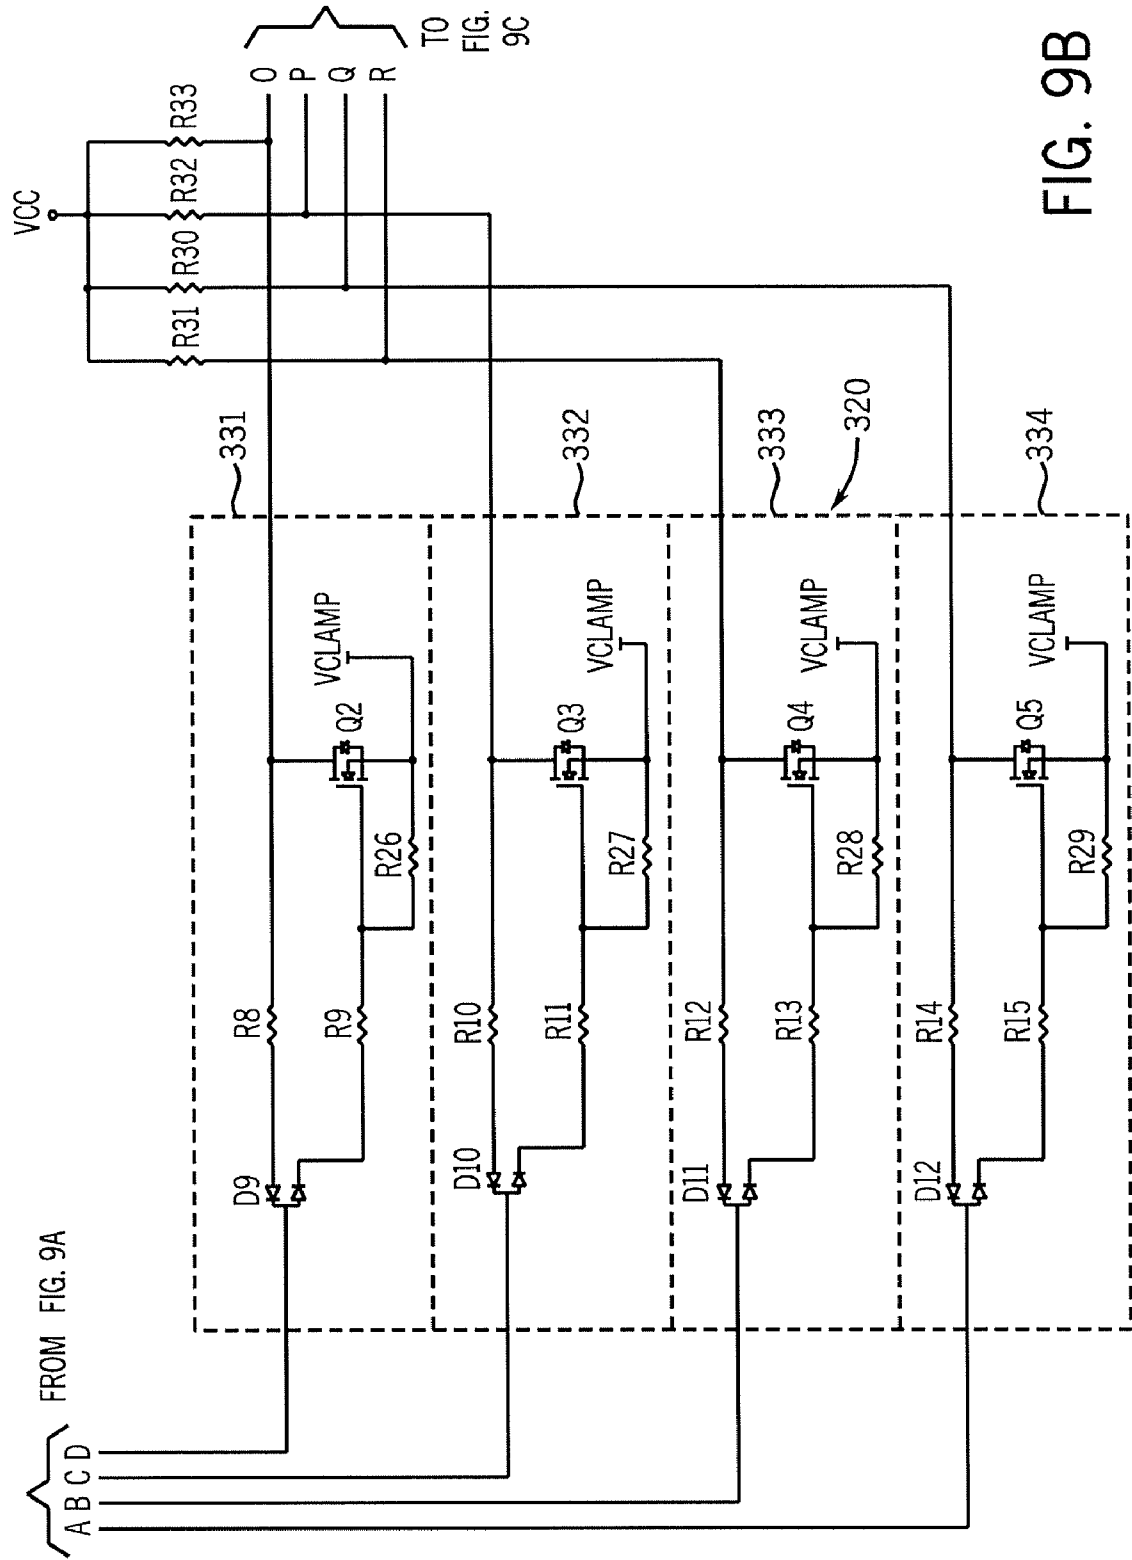 FROM FIG. 9A
A B C D
VCC
R31 R30 R32 R33
O
P
Q
R
TO
FIG.
9C
331
D9
R8
R9
R26
Q2
VCLAMP
332
D10
R10
R11
R27
Q3
VCLAMP
333
320
D11
R12
R13
R28
Q4
VCLAMP
334
D12
R14
R15
R29
Q5
VCLAMP
FIG. 9B